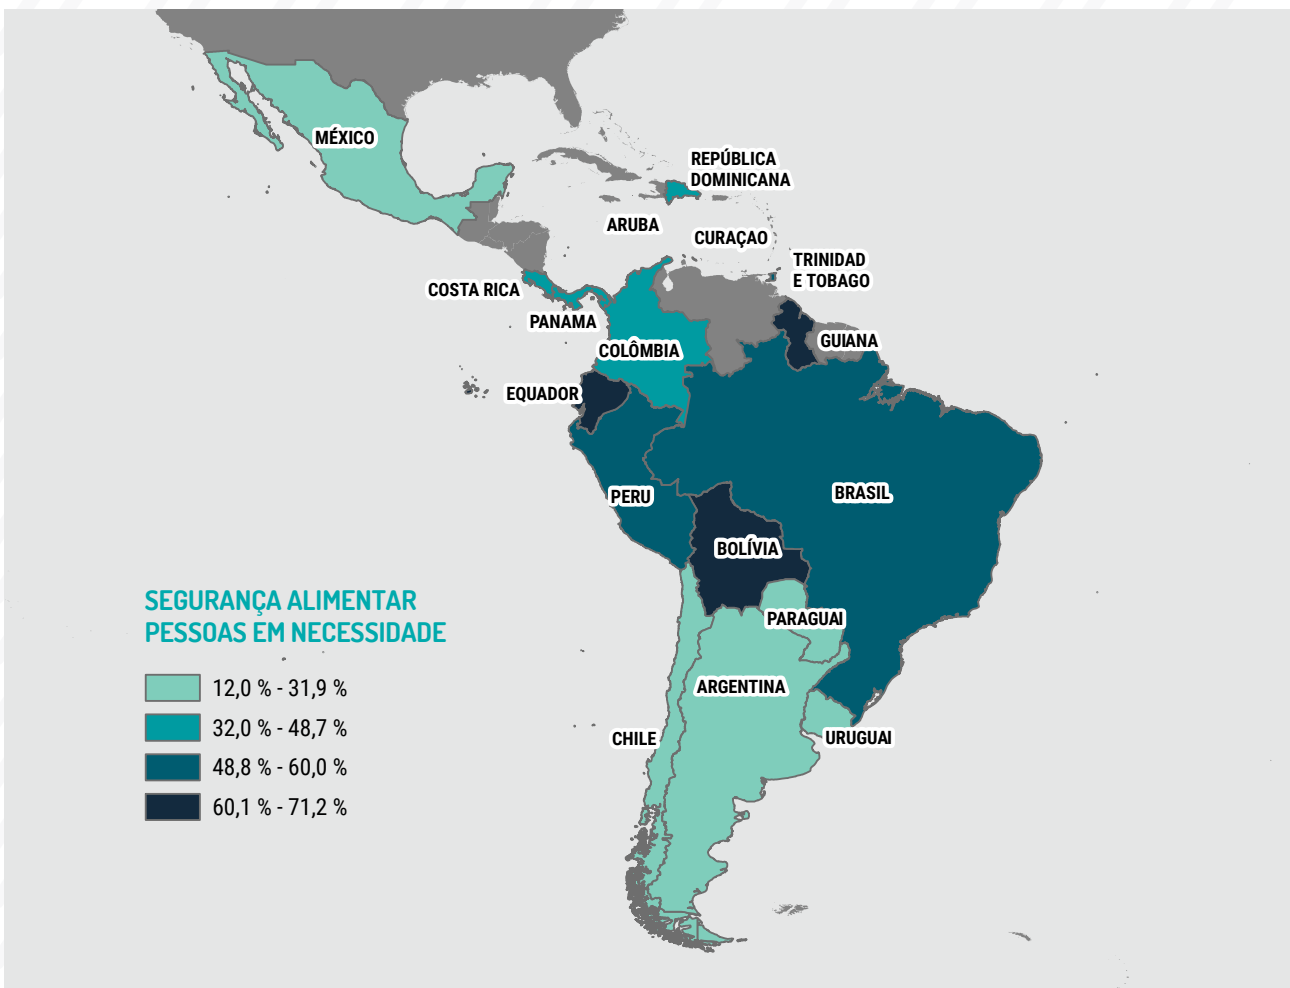 MÉXICO
REPÚBLICA
DOMINICANA
ARUBA
CURAÇAO
TRINIDAD
E TOBAGO
COSTA RICA
PANAMA
GUIANA
COLÔMBIA
EQUADOR
PERU
BRASIL
BOLÍVIA
PARAGUAI
ARGENTINA
CHILE
URUGUAI
SEGURANÇA ALIMENTAR
PESSOAS EM NECESSIDADE
12,0 % - 31,9 %
32,0 % - 48,7 %
48,8 % - 60,0 %
60,1 % - 71,2 %